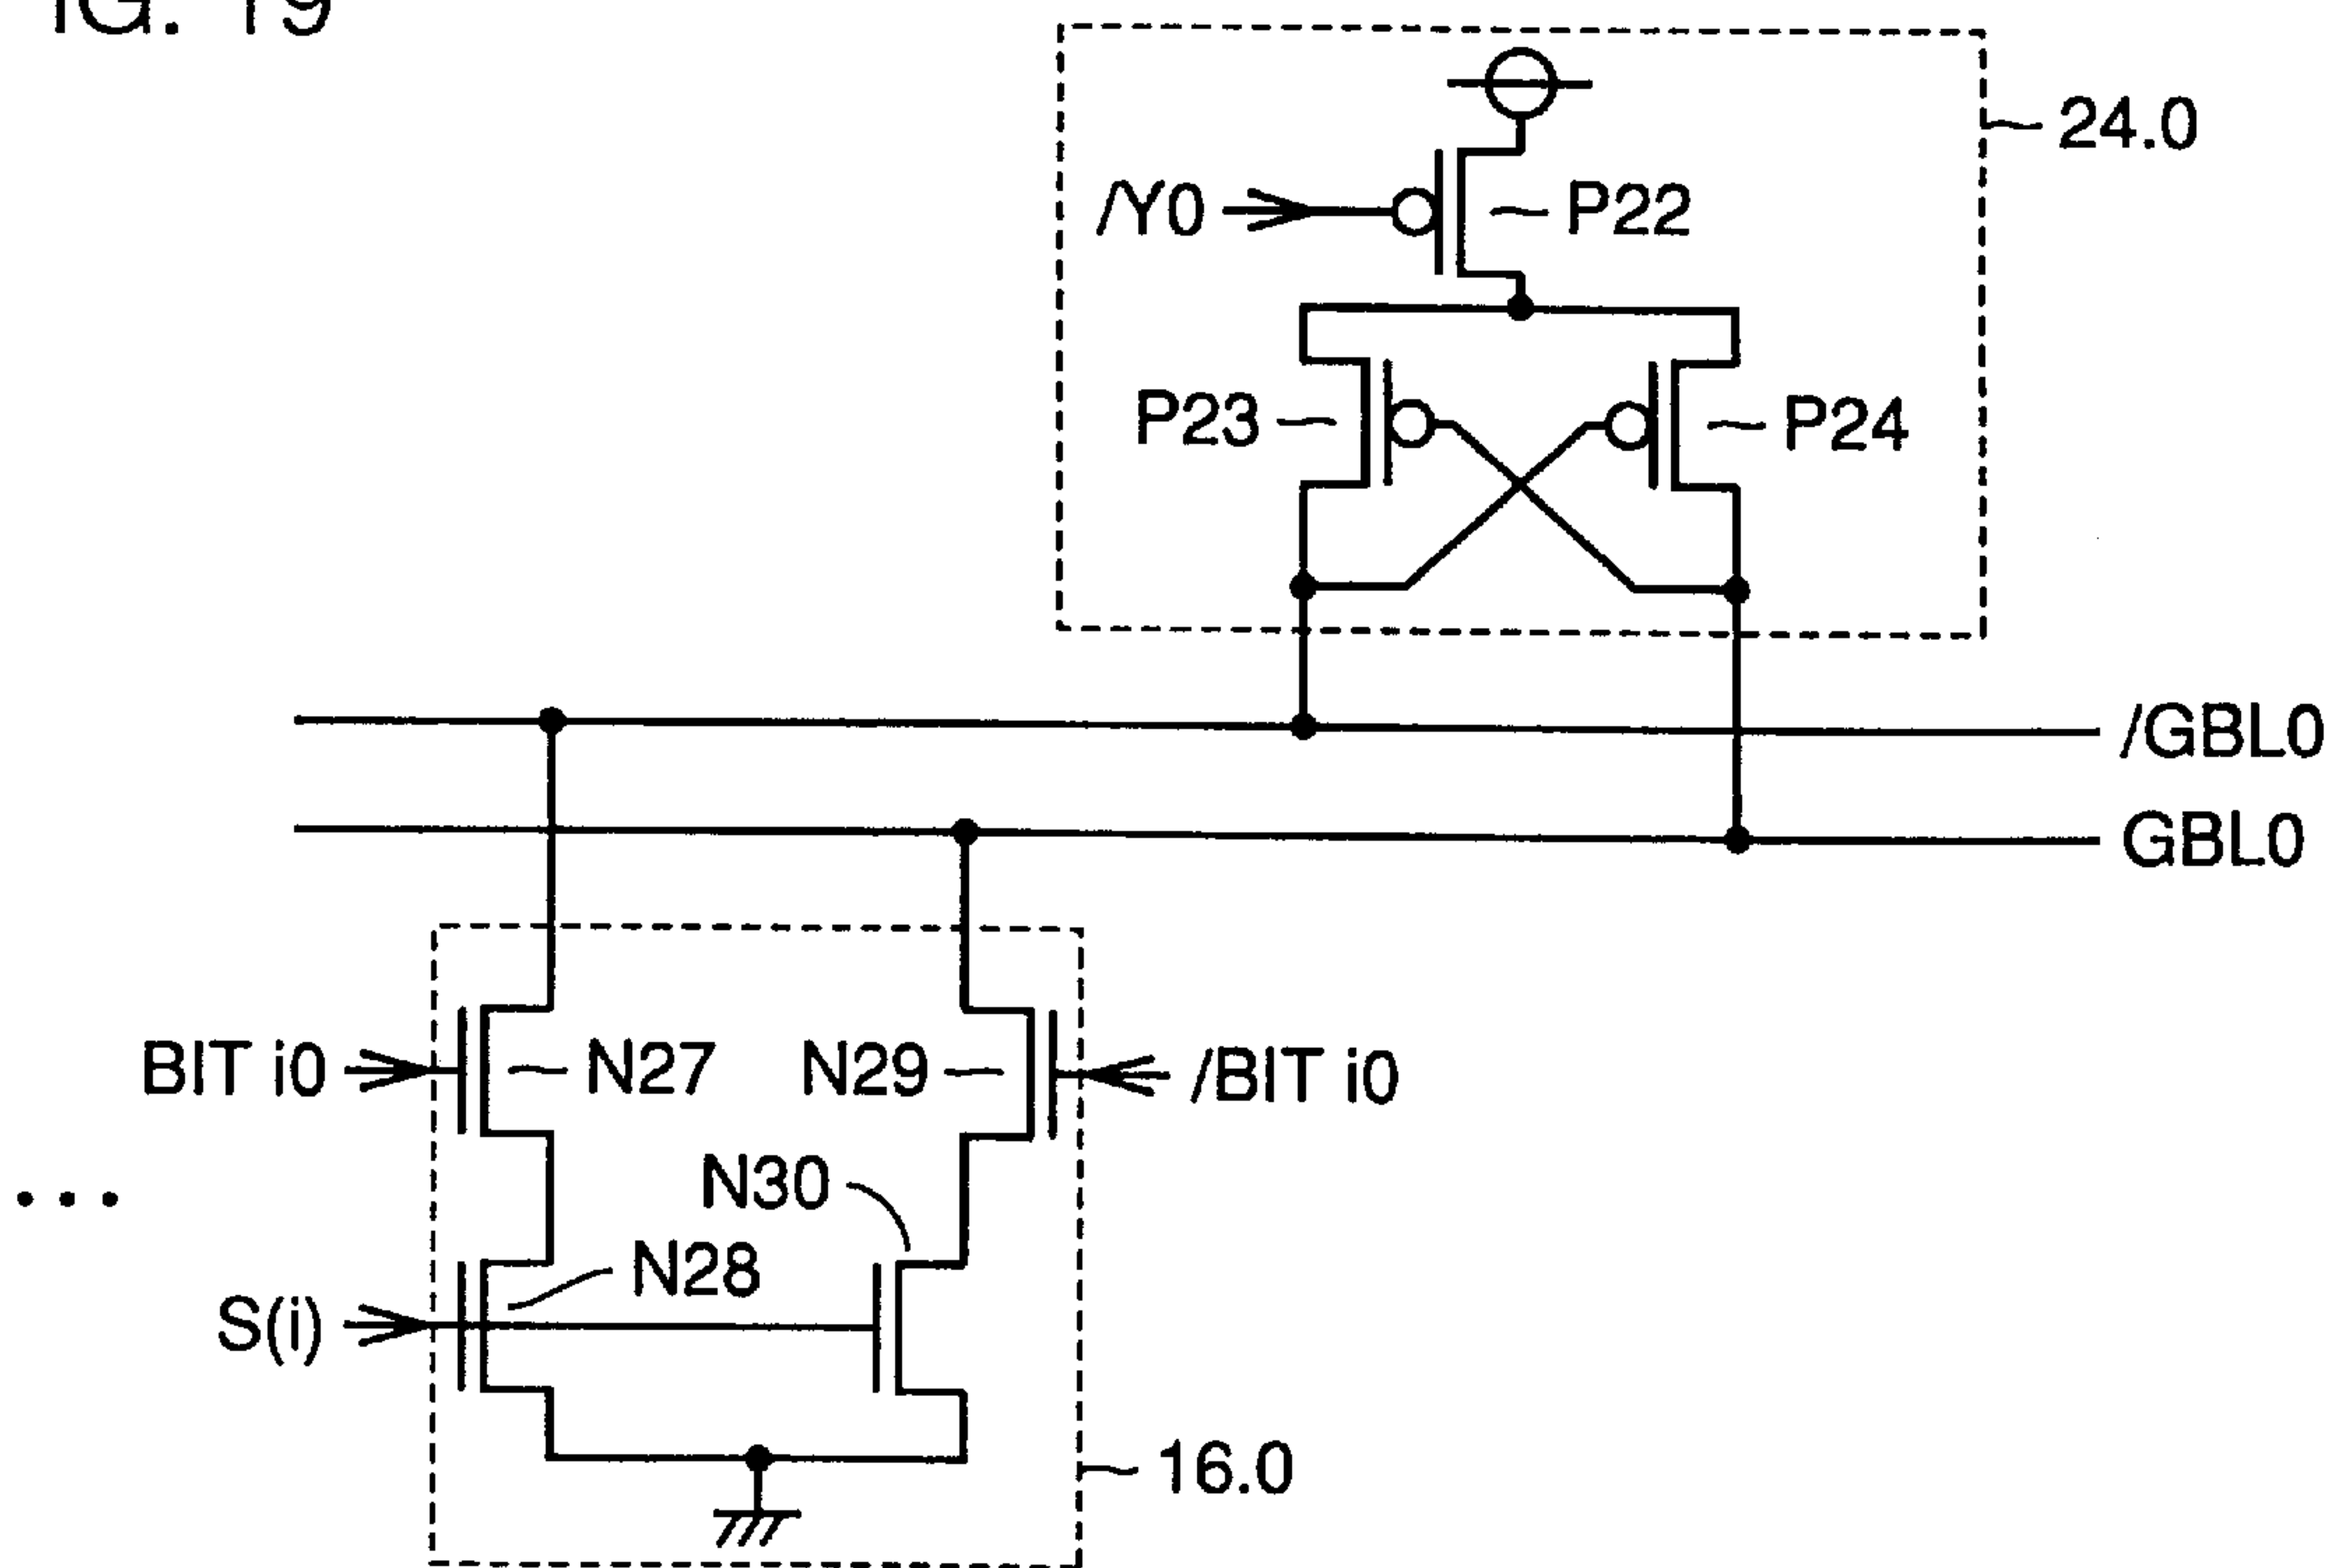 IG. 19
24.0
/Y0
P22
P23
P24
/GBL0
GBL0
BIT i0
N27
N29
/BIT i0
N30
...
N28
S(i)
16.0